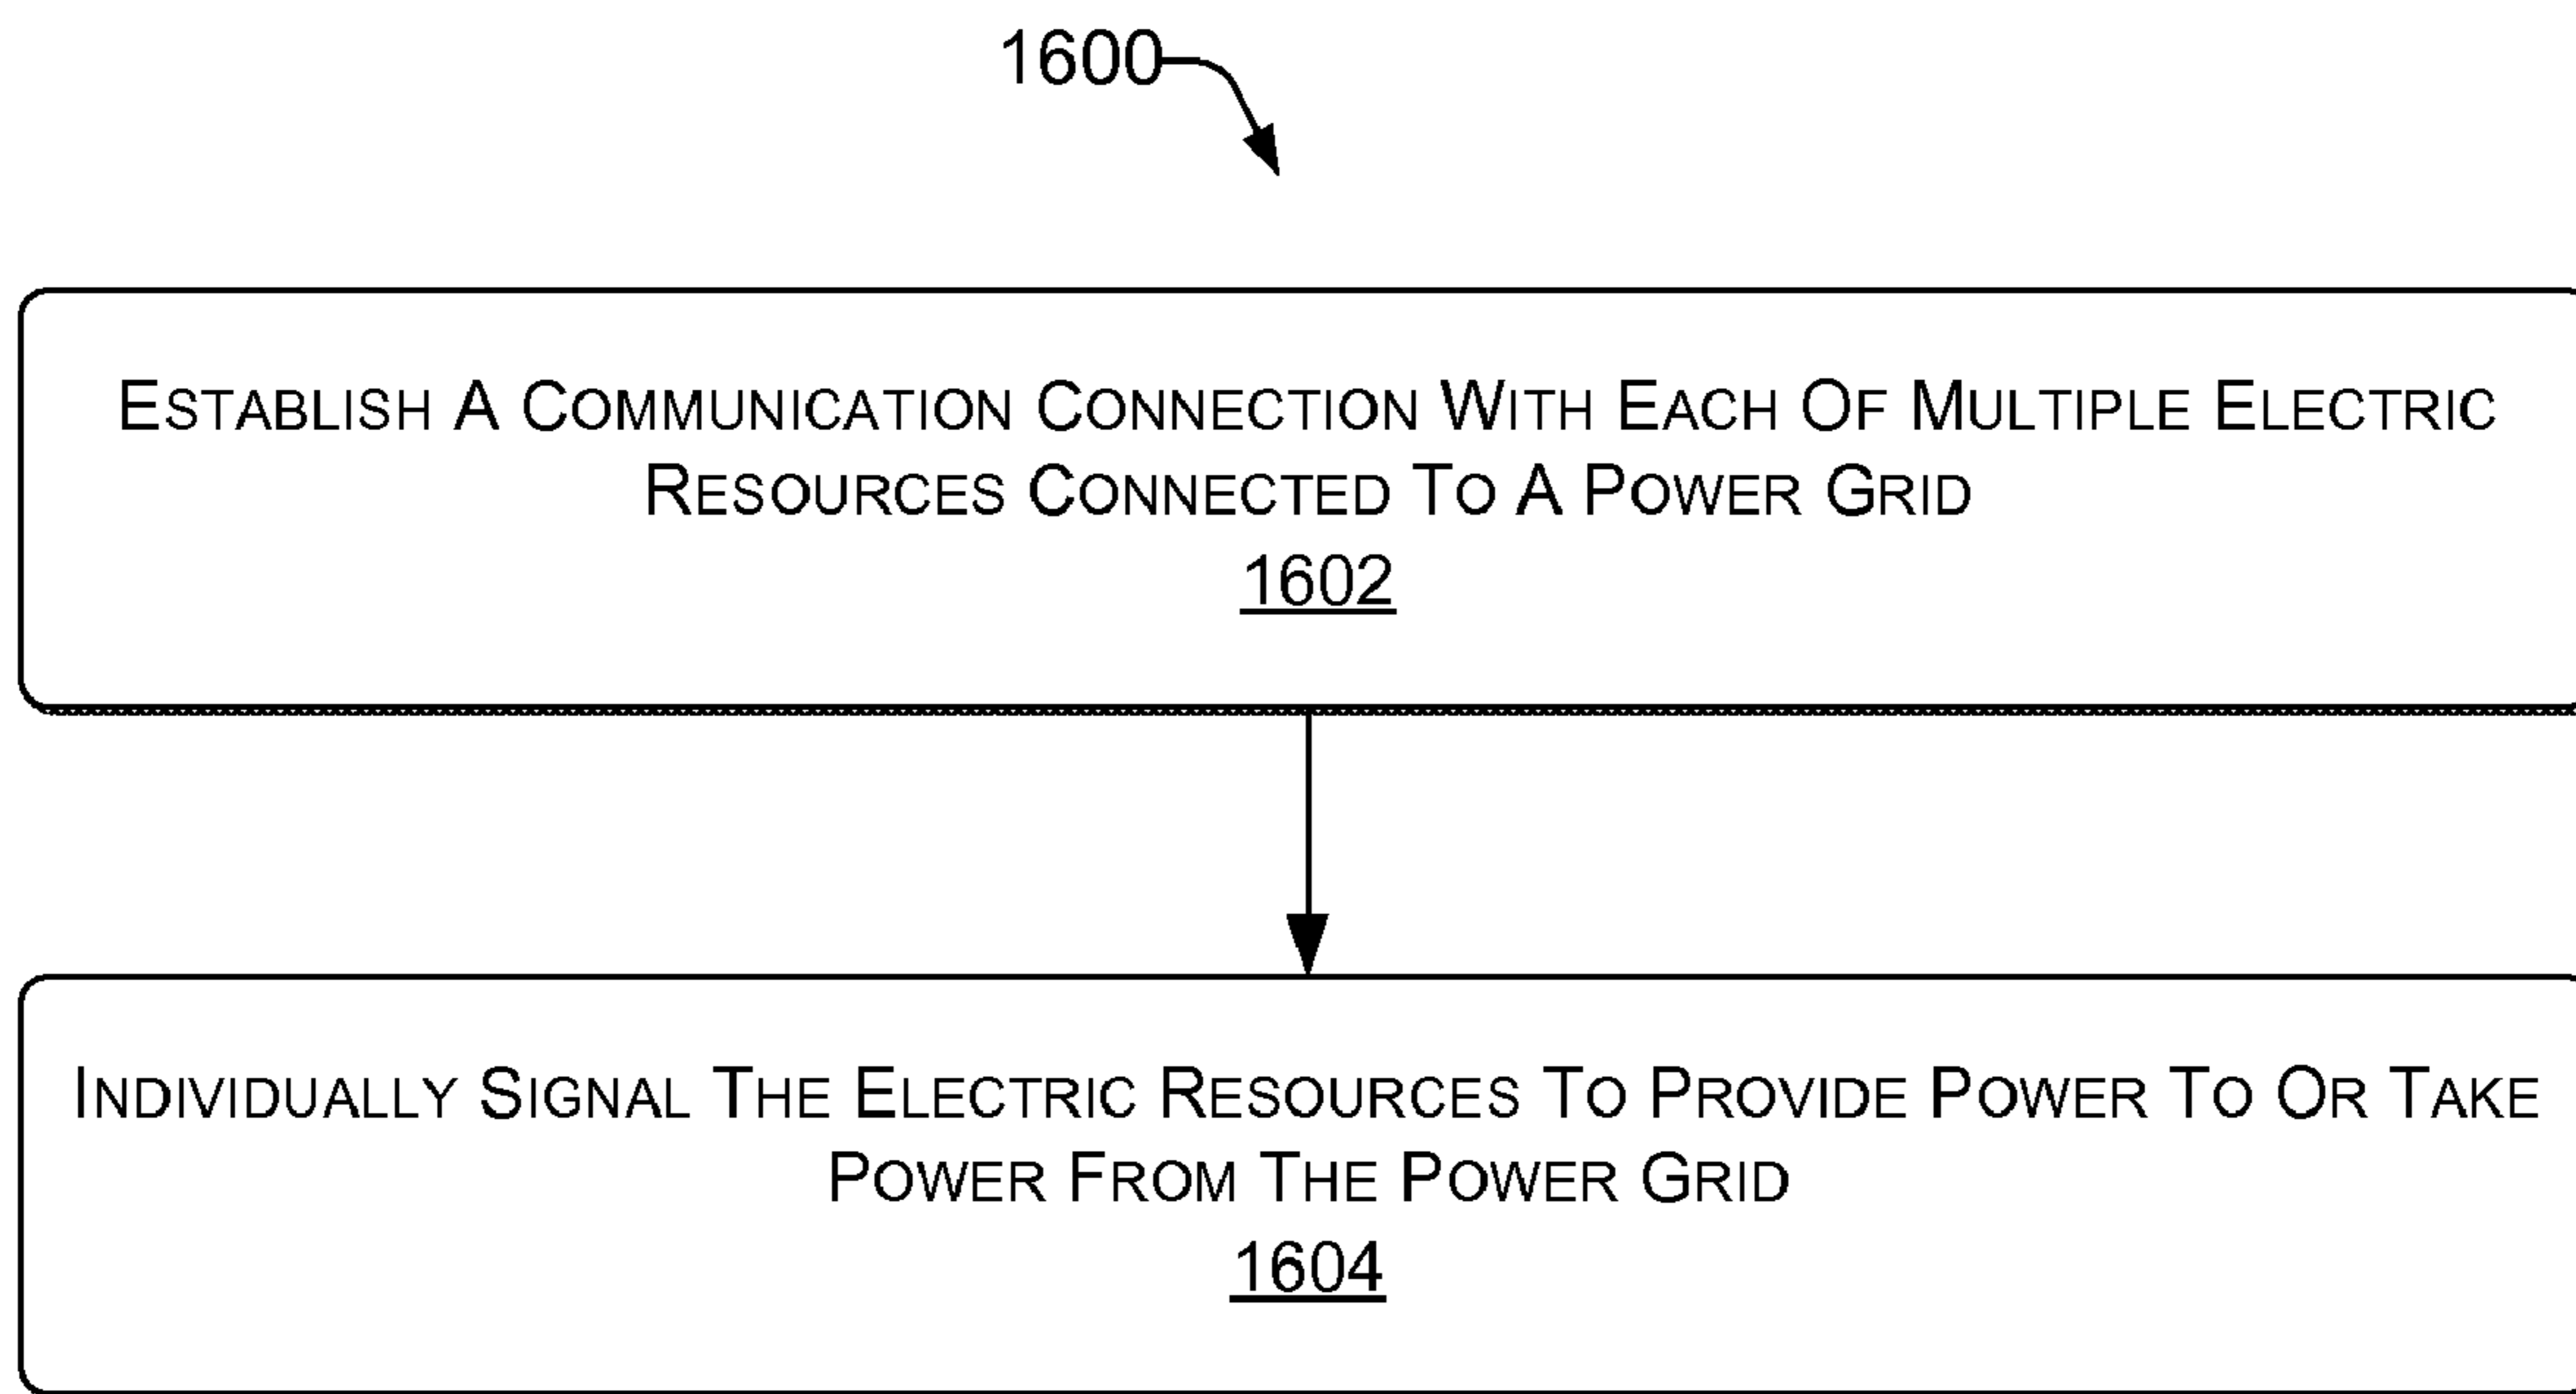 1600
ESTABLISH A COMMUNICATION CONNECTION WITH EACH OF MULTIPLE ELECTRIC
RESOURCES CONNECTED TO A POWER GRID
1602
INDIVIDUALLY SIGNAL THE ELECTRIC RESOURCES TO PROVIDE POWER TO OR TAKE
POWER FROM THE POWER GRID
1604